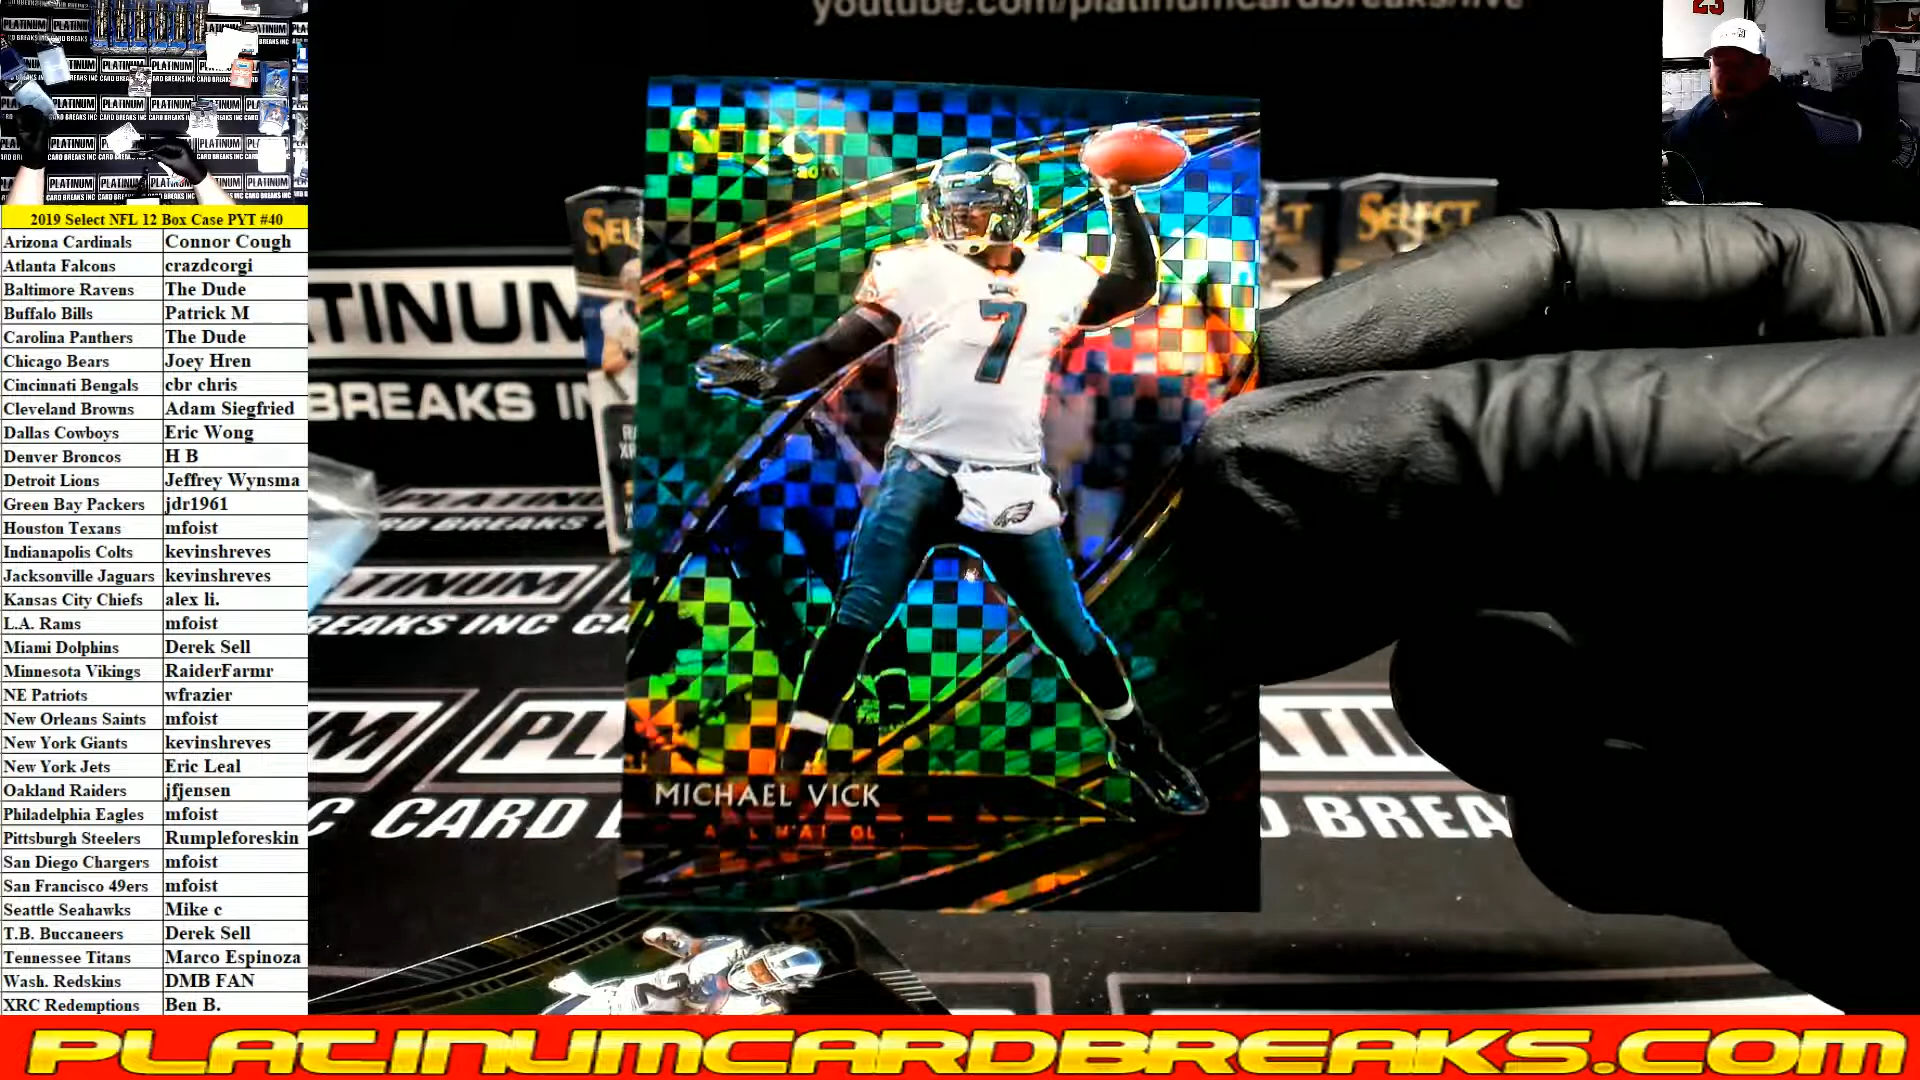 youtube.com/platinumcardbreaks/live
23
2019 Select NFL 12 Box Case PYT #40
Arizona Cardinals Connor Cough
Atlanta Falcons crazdcorgi
Baltimore Ravens The Dude
Buffalo Bills Patrick M
Carolina Panthers The Dude
Chicago Bears Joey Hren
Cincinnati Bengals cbr chris
Cleveland Browns Adam Siegfried
Dallas Cowboys Eric Wong
Denver Broncos H B
Detroit Lions Jeffrey Wynsma
Green Bay Packers jdr1961
Houston Texans mfoist
Indianapolis Colts kevinshreves
Jacksonville Jaguars kevinshreves
Kansas City Chiefs alex li.
L.A. Rams mfoist
Miami Dolphins Derek Sell
Minnesota Vikings RaiderFarmr
NE Patriots wfrazier
New Orleans Saints mfoist
New York Giants kevinshreves
New York Jets Eric Leal
Oakland Raiders jfjensen
Philadelphia Eagles mfoist
Pittsburgh Steelers Rumpleforeskin
San Diego Chargers mfoist
San Francisco 49ers mfoist
Seattle Seahawks Mike c
T.B. Buccaneers Derek Sell
Tennessee Titans Marco Espinoza
Wash. Redskins DMB FAN
XRC Redemptions Ben B.
SELECT
7
MICHAEL VICK
SELECT
PLATINUM
CARD BREAKS INC
PLATINUMCARDBREAKS.COM